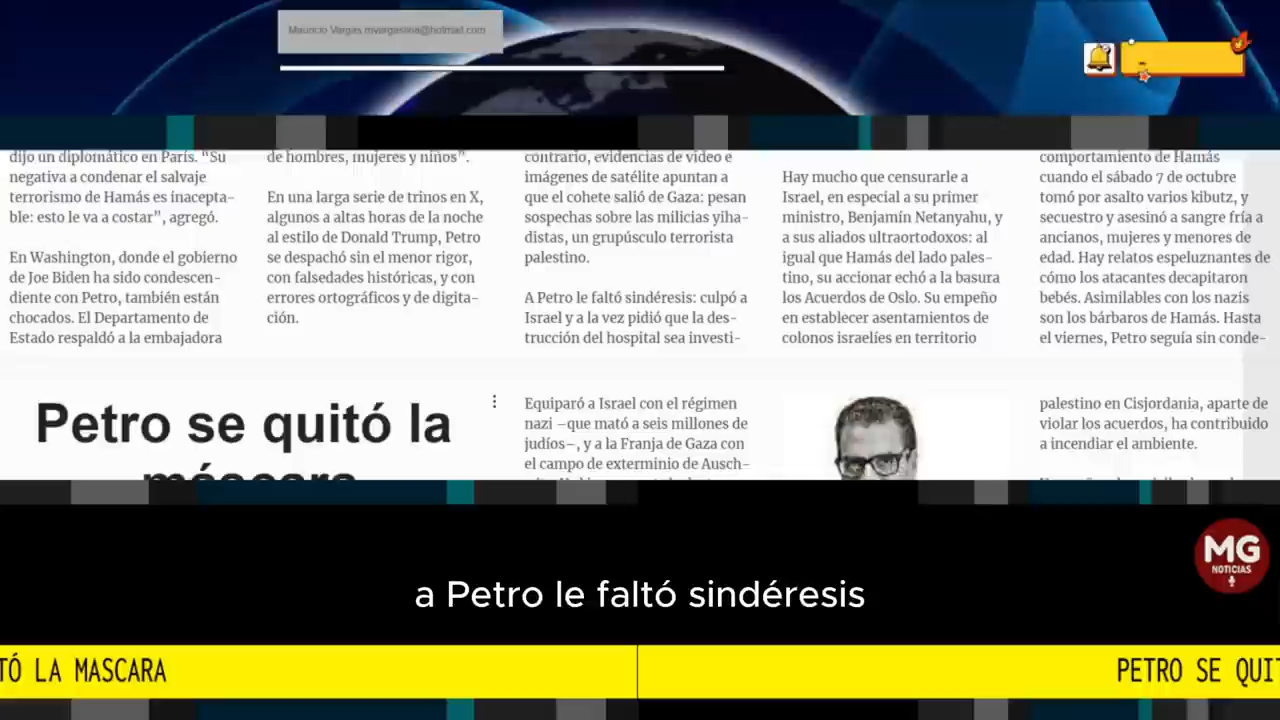 Mauricio Vargas mvargaslina@hotmail.com
dijo un diplomático en París. “Su
negativa a condenar el salvaje
terrorismo de Hamás es inacepta-
ble: esto le va a costar”, agregó.
En Washington, donde el gobierno
de Joe Biden ha sido condescen-
diente con Petro, también están
chocados. El Departamento de
Estado respaldó a la embajadora
de hombres, mujeres y niños”.
En una larga serie de trinos en X,
algunos a altas horas de la noche
al estilo de Donald Trump, Petro
se despachó sin el menor rigor,
con falsedades históricas, y con
errores ortográficos y de digita-
ción.
contrario, evidencias de video e
imágenes de satélite apuntan a
que el cohete salió de Gaza: pesan
sospechas sobre las milicias yiha-
distas, un grupúsculo terrorista
palestino.
A Petro le faltó sindéresis: culpó a
Israel y a la vez pidió que la des-
trucción del hospital sea investi-
Hay mucho que censurarle a
Israel, en especial a su primer
ministro, Benjamín Netanyahu, y
a sus aliados ultraortodoxos: al
igual que Hamás del lado pales-
tino, su accionar echó a la basura
los Acuerdos de Oslo. Su empeño
en establecer asentamientos de
colonos israelíes en territorio
comportamiento de Hamás
cuando el sábado 7 de octubre
tomó por asalto varios kibutz, y
secuestro y asesinó a sangre fría a
ancianos, mujeres y menores de
edad. Hay relatos espeluznantes de
cómo los atacantes decapitaron
bebés. Asimilables con los nazis
son los bárbaros de Hamás. Hasta
el viernes, Petro seguía sin conde-
Petro se quitó la
máscara
Equiparó a Israel con el régimen
nazi –que mató a seis millones de
judíos–, y a la Franja de Gaza con
el campo de exterminio de Ausch-
palestino en Cisjordania, aparte de
violar los acuerdos, ha contribuido
a incendiar el ambiente.
MG
NOTICIAS
a Petro le faltó sindéresis
TÓ LA MASCARA
PETRO SE QUIT